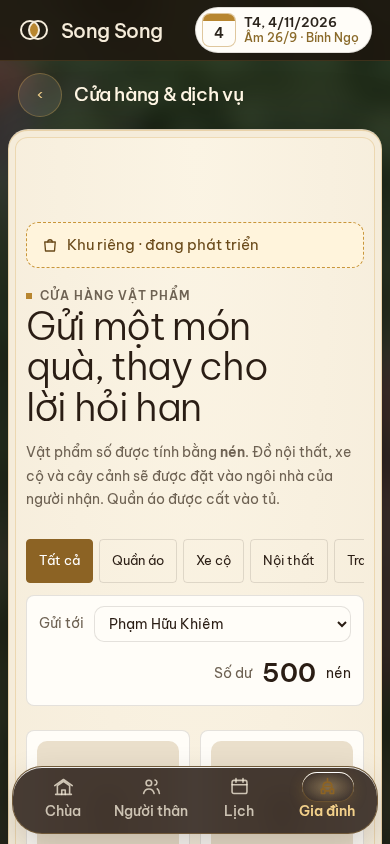 Song Song
4
T4, 4/11/2026
Âm 26/9 · Bính Ngọ
Cửa hàng & dịch vụ
Khu riêng · đang phát triển
CỬA HÀNG VẬT PHẨM
Gửi một món
quà, thay cho
lời hỏi han
Vật phẩm số được tính bằng nén. Đồ nội thất, xe
cộ và cây cảnh sẽ được đặt vào ngôi nhà của
người nhận. Quần áo được cất vào tủ.
Tất cả
Quần áo
Xe cộ
Nội thất
Gửi tới
Phạm Hữu Khiêm
Số dư 500 nén
Chùa
Người thân
Lịch
Gia đình